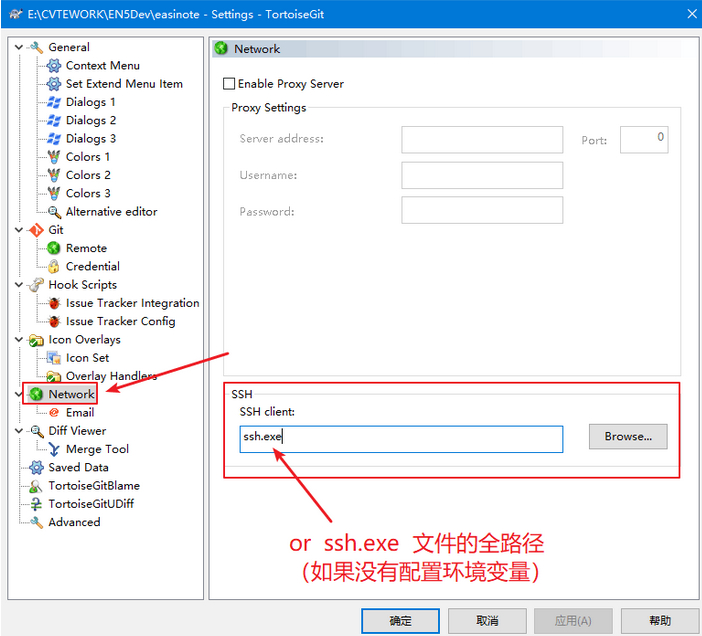 E:\CVTEWORK\EN5Dev\easinote - Settings - TortoiseGit
General
Context Menu
Set Extend Menu Item
Dialogs 1
Dialogs 2
Dialogs 3
Colors 1
Colors 2
Colors 3
Alternative editor
Git
Remote
Credential
Hook Scripts
Issue Tracker Integration
Issue Tracker Config
Icon Overlays
Icon Set
Overlay Handlers
Network
Email
Diff Viewer
Merge Tool
Saved Data
TortoiseGitBlame
TortoiseGitUDiff
Advanced
Network
Enable Proxy Server
Proxy Settings
Server address:
Port:
0
Username:
Password:
SSH
SSH client:
ssh.exe
Browse...
or ssh.exe 文件的全路径
（如果没有配置环境变量）
确定
取消
应用(A)
帮助